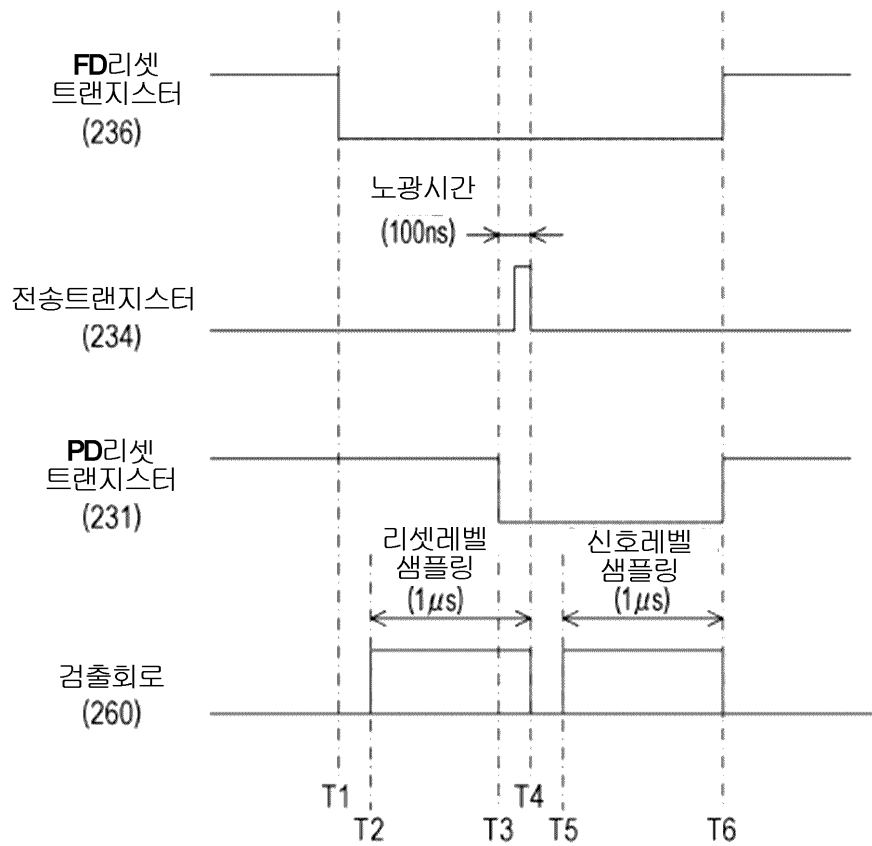 FD리셋
트랜지스터
(236)
노광시간
(100ns)
전송트랜지스터
(234)
PD리셋
트랜지스터
(231)
리셋레벨
샘플링
(1μs)
신호레벨
샘플링
(1μs)
검출회로
(260)
T1
T4
T2
T3
T5
T6